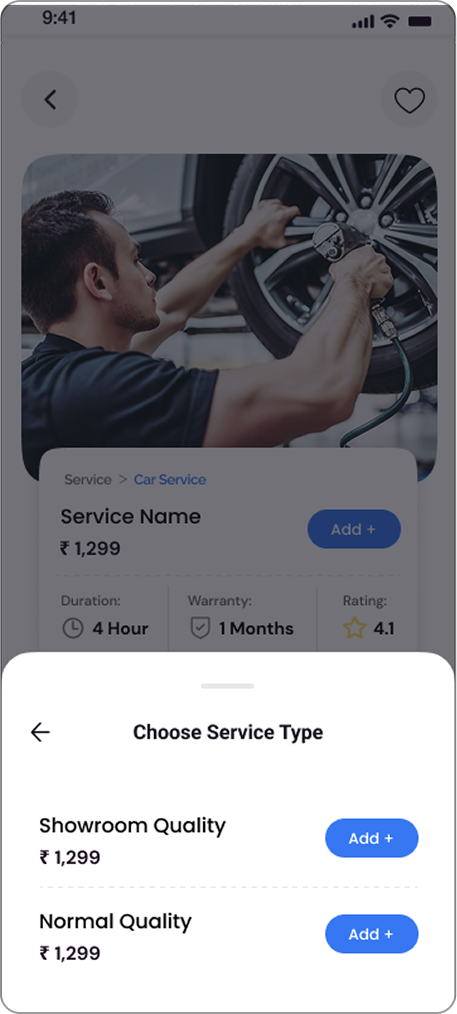 9:41
Service > Car Service
Service Name
₹ 1,299
Add +
Duration:
4 Hour
Warranty:
1 Months
Rating:
4.1
Choose Service Type
Showroom Quality
₹ 1,299
Add +
Normal Quality
₹ 1,299
Add +